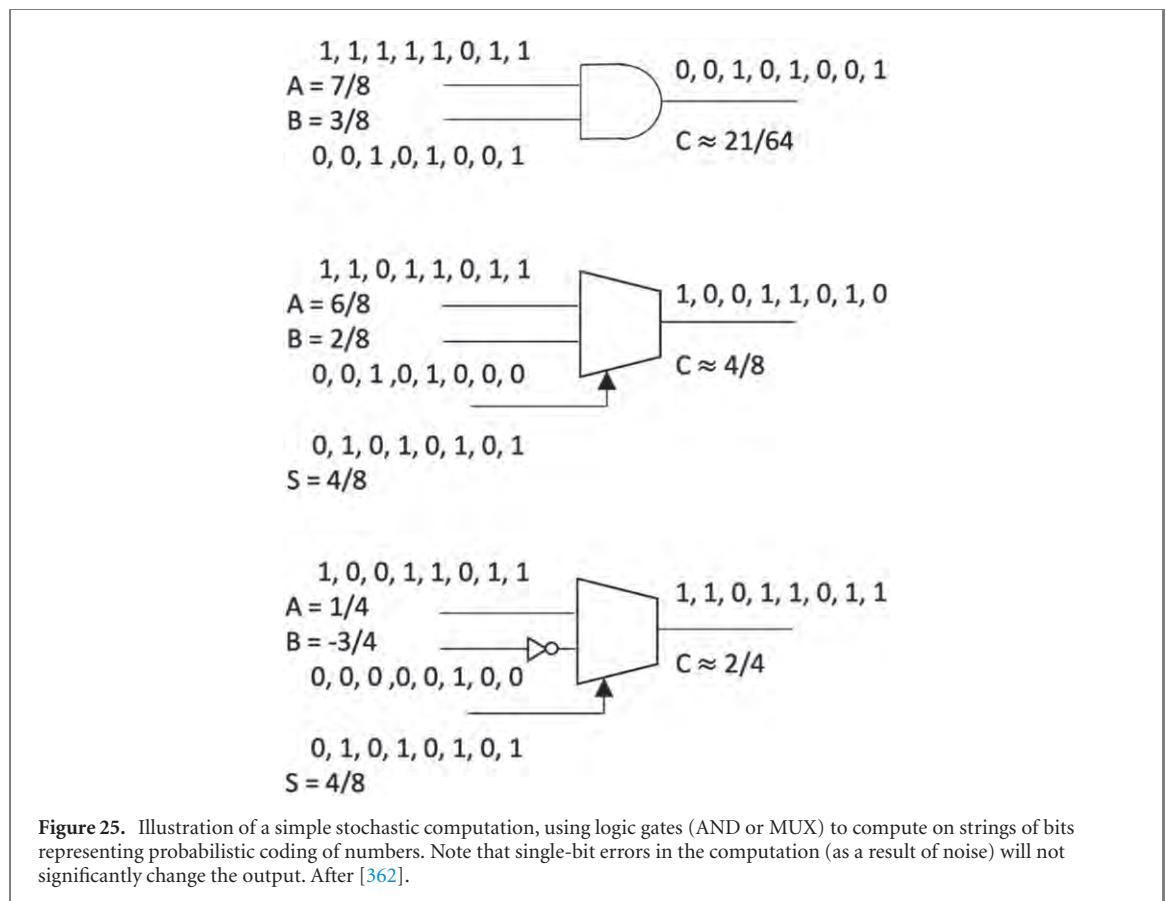 1, 1, 1, 1, 1, 0, 1, 1
A = 7/8
B = 3/8
0, 0, 1 ,0, 1, 0, 0, 1
0, 0, 1, 0, 1, 0, 0, 1
C ≈ 21/64
1, 1, 0, 1, 1, 0, 1, 1
A = 6/8
B = 2/8
0, 0, 1 ,0, 1, 0, 0, 0
0, 1, 0, 1, 0, 1, 0, 1
S = 4/8
1, 0, 0, 1, 1, 0, 1, 0
C ≈ 4/8
1, 0, 0, 1, 1, 0, 1, 1
A = 1/4
B = -3/4
0, 0, 0 ,0, 0, 1, 0, 0
0, 1, 0, 1, 0, 1, 0, 1
S = 4/8
1, 1, 0, 1, 1, 0, 1, 1
C ≈ 2/4
Figure 25. Illustration of a simple stochastic computation, using logic gates (AND or MUX) to compute on strings of bits
representing probabilistic coding of numbers. Note that single-bit errors in the computation (as a result of noise) will not
significantly change the output. After [362].